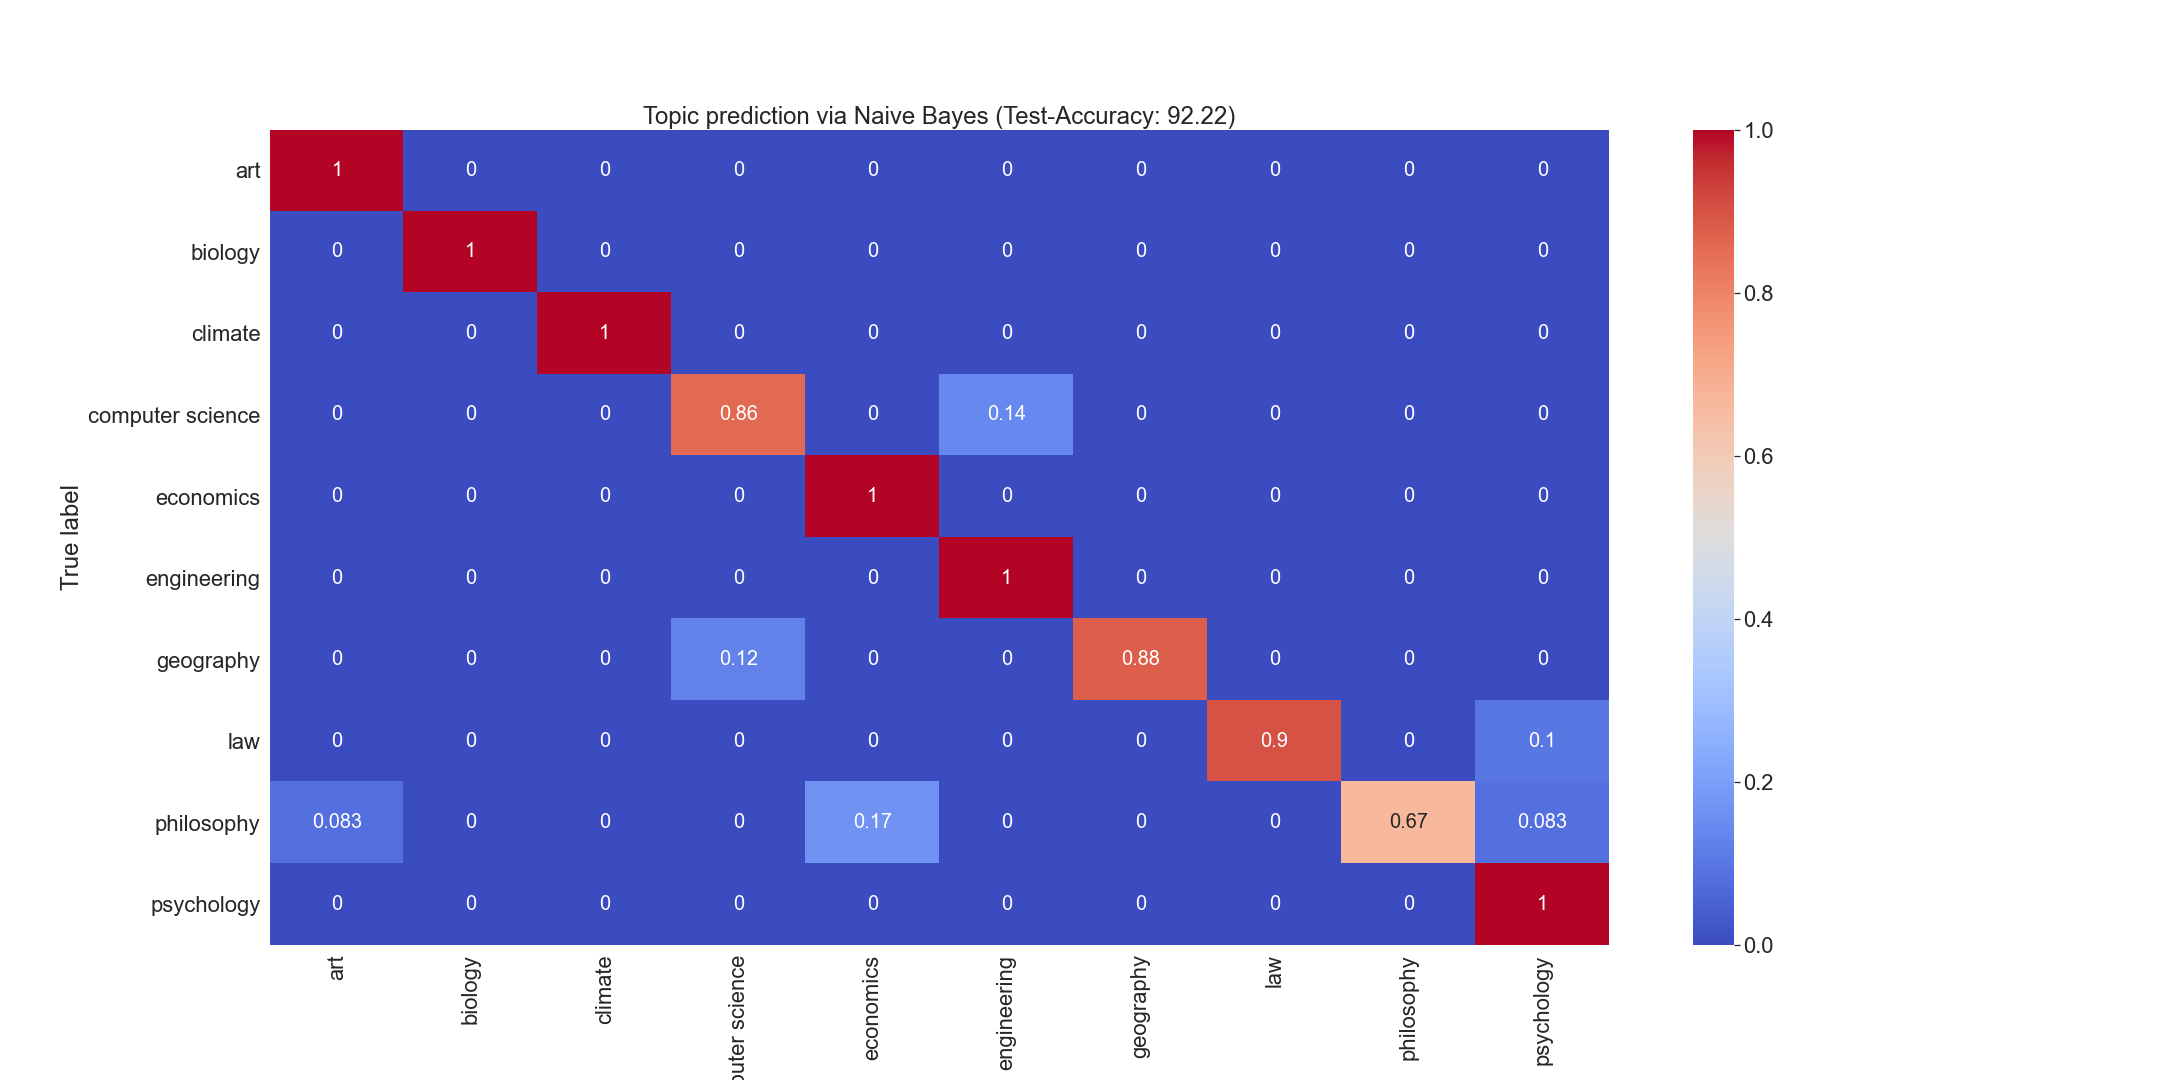 Topic prediction via Naive Bayes (Test-Accuracy: 92.22)
True label
art 1 0 0 0 0 0 0 0 0 0
biology 0 1 0 0 0 0 0 0 0 0
climate 0 0 1 0 0 0 0 0 0 0
computer science 0 0 0 0.86 0 0.14 0 0 0 0
economics 0 0 0 0 1 0 0 0 0 0
engineering 0 0 0 0 0 1 0 0 0 0
geography 0 0 0 0.12 0 0 0.88 0 0 0
law 0 0 0 0 0 0 0 0.9 0 0.1
philosophy 0.083 0 0 0 0.17 0 0 0 0.67 0.083
psychology 0 0 0 0 0 0 0 0 0 1
art
biology
climate
science
economics
engineering
geography
law
philosophy
psychology
1.0
0.8
0.6
0.4
0.2
0.0